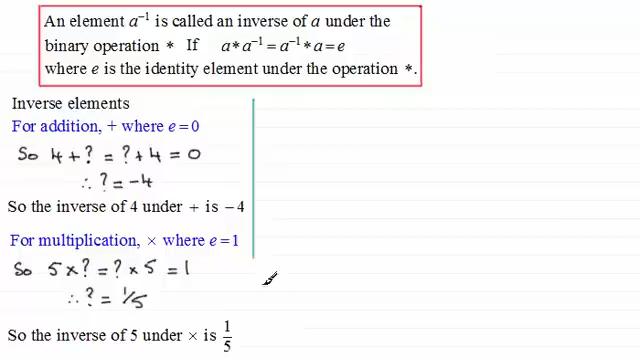 An element a⁻¹ is called an inverse of a under the
binary operation * If a * a⁻¹ = a⁻¹ * a = e
where e is the identity element under the operation *.
Inverse elements
For addition, + where e = 0
So 4 + ? = ? + 4 = 0
∴ ? = -4
So the inverse of 4 under + is −4
For multiplication, × where e = 1
So 5 × ? = ? × 5 = 1
∴ ? = 1/5
So the inverse of 5 under × is 1/5